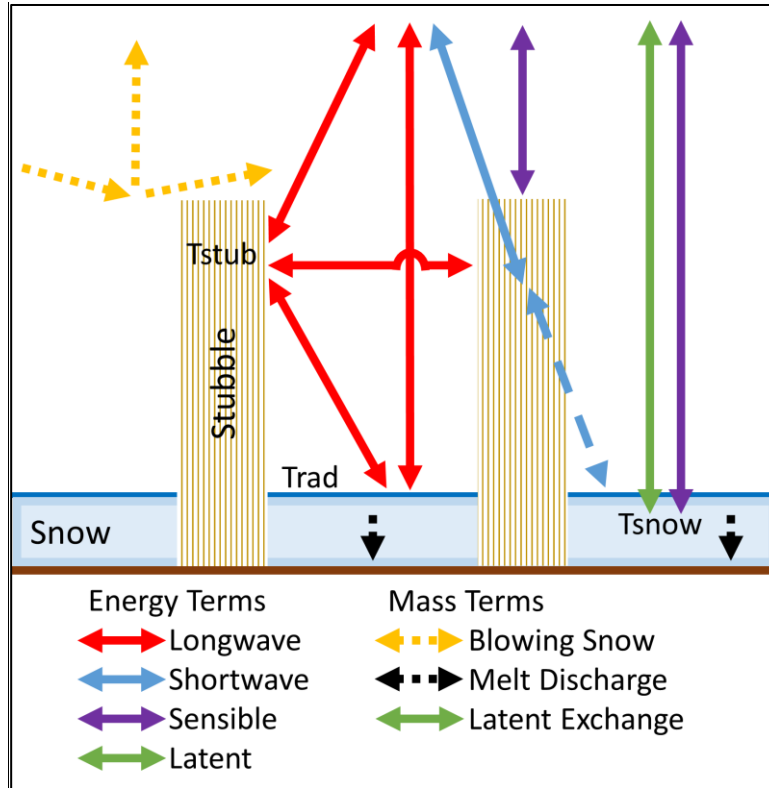 Tstub
Stubble
Trad
Snow
Tsnow
Energy Terms
Longwave
Shortwave
Sensible
Latent
Mass Terms
Blowing Snow
Melt Discharge
Latent Exchange